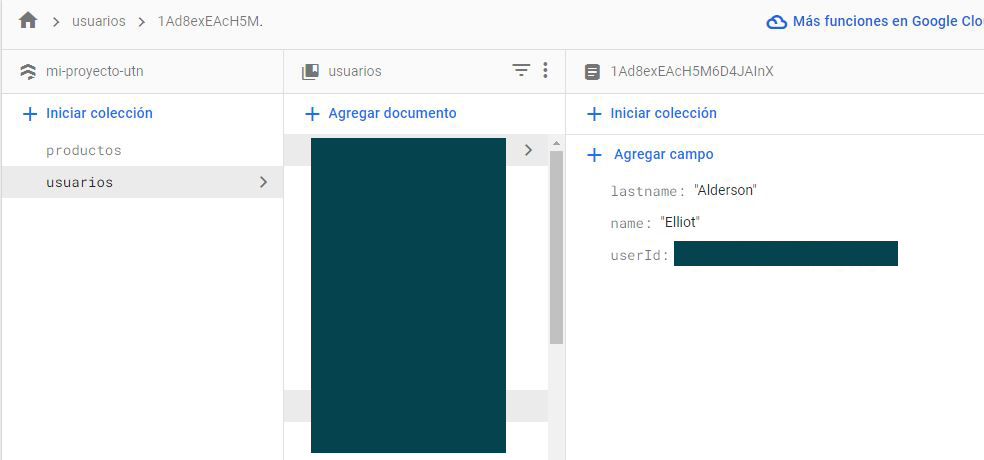 usuarios 1Ad8exEAcH5M.
Más funciones en Google Clo
mi-proyecto-utn
usuarios
1Ad8exEAcH5M6D4JAInX
Iniciar colección
Agregar documento
Iniciar colección
productos
usuarios
Agregar campo
lastname: "Alderson"
name: "Elliot"
userId: